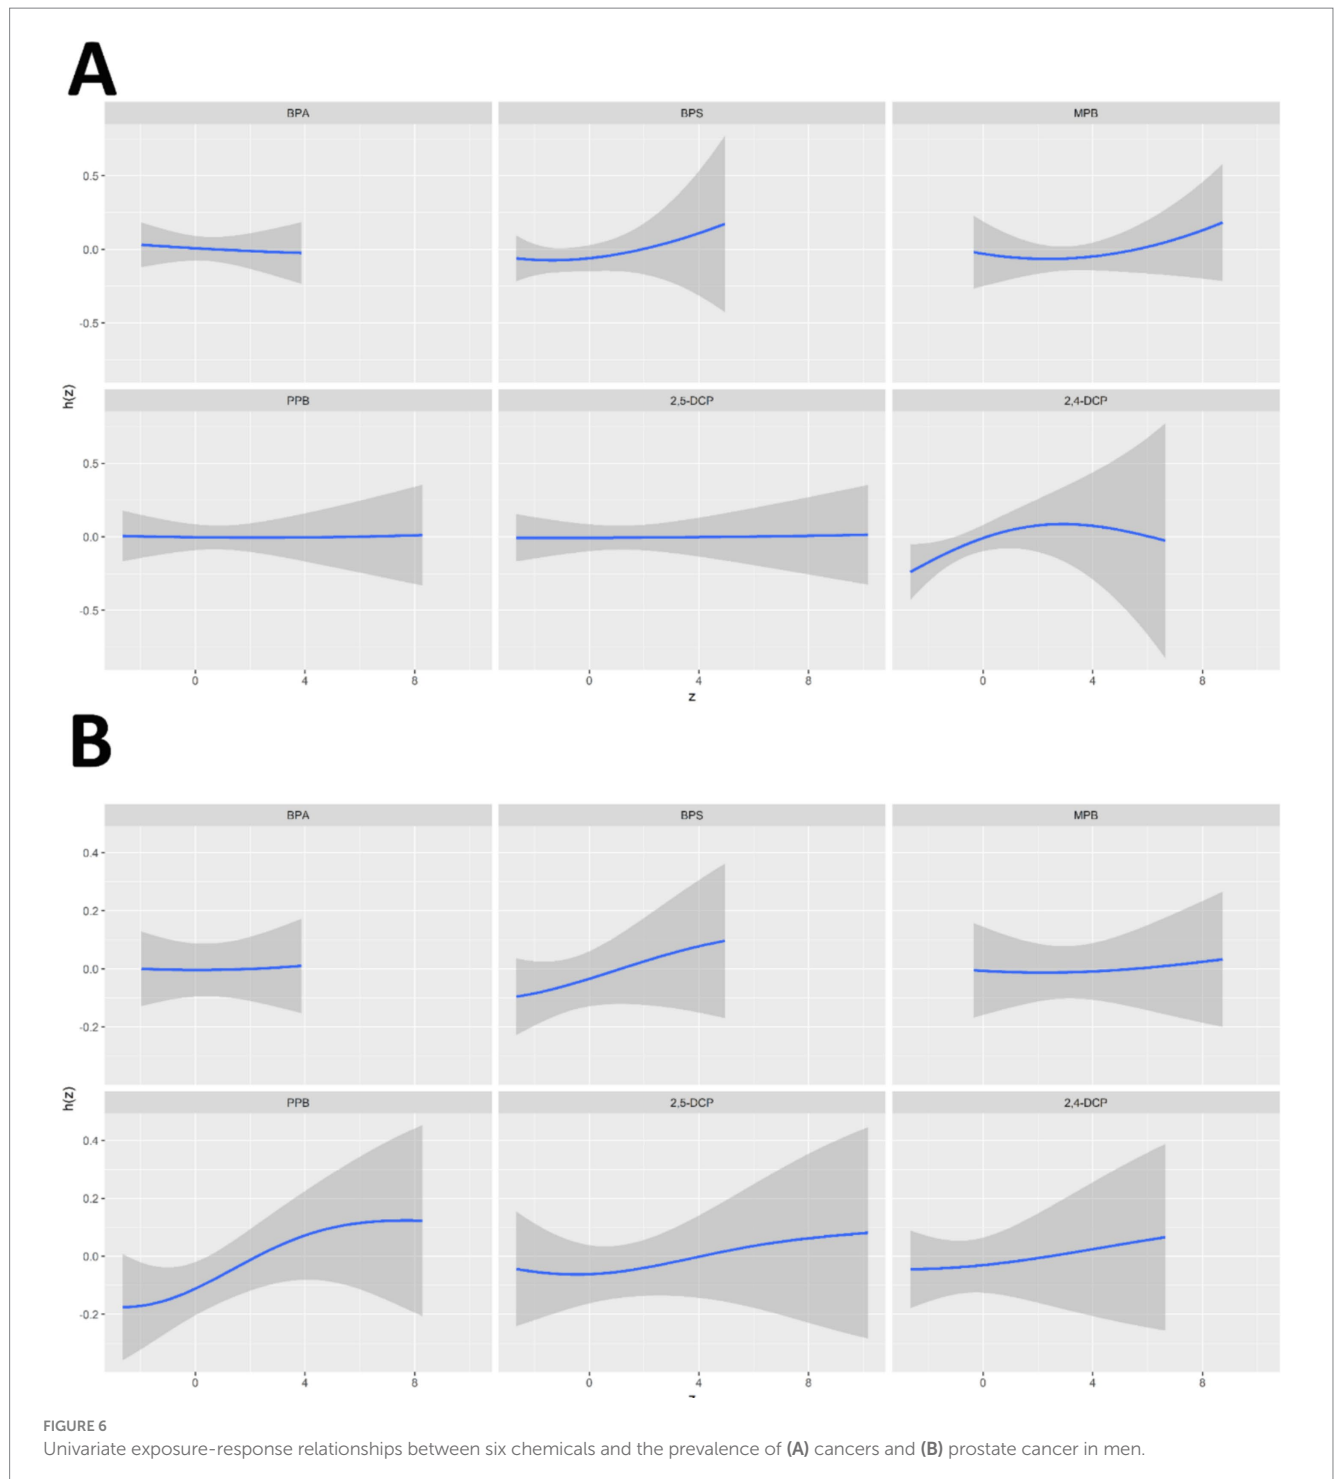 A
BPA BPS MPB
0.5
0.0
-0.5
h(z)
PPB 2,5-DCP 2,4-DCP
0.5
0.0
-0.5
0 4 8 0 4 8 0 4 8
z
B
BPA BPS MPB
0.4
0.2
0.0
-0.2
h(z)
PPB 2,5-DCP 2,4-DCP
0.4
0.2
0.0
-0.2
0 4 8 0 4 8 0 4 8
FIGURE 6
Univariate exposure-response relationships between six chemicals and the prevalence of (A) cancers and (B) prostate cancer in men.